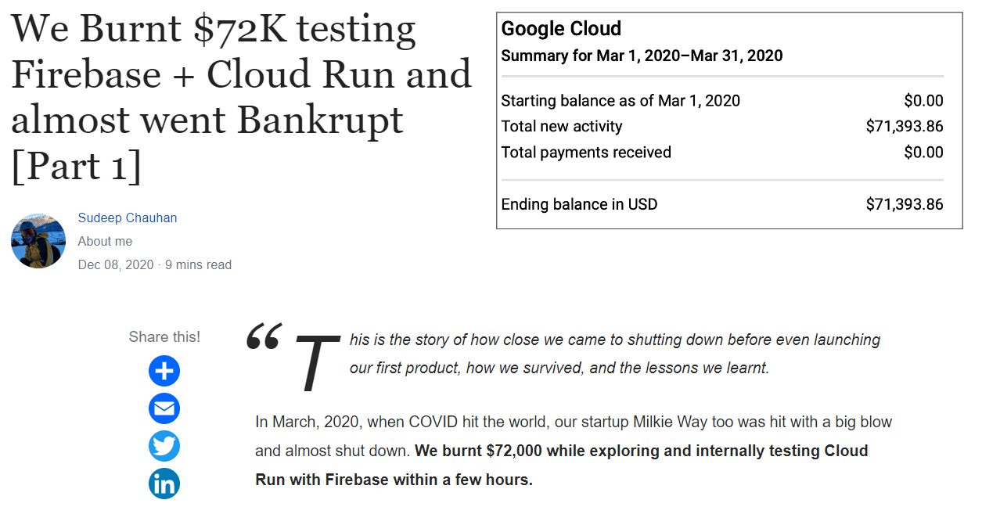 We Burnt $72K testing
Firebase + Cloud Run and
almost went Bankrupt
[Part 1]
Sudeep Chauhan
About me
Dec 08, 2020 · 9 mins read
Google Cloud
Summary for Mar 1, 2020–Mar 31, 2020
Starting balance as of Mar 1, 2020 $0.00
Total new activity $71,393.86
Total payments received $0.00
Ending balance in USD $71,393.86
Share this!
“This is the story of how close we came to shutting down before even launching
our first product, how we survived, and the lessons we learnt.
In March, 2020, when COVID hit the world, our startup Milkie Way too was hit with a big blow
and almost shut down. We burnt $72,000 while exploring and internally testing Cloud
Run with Firebase within a few hours.
in